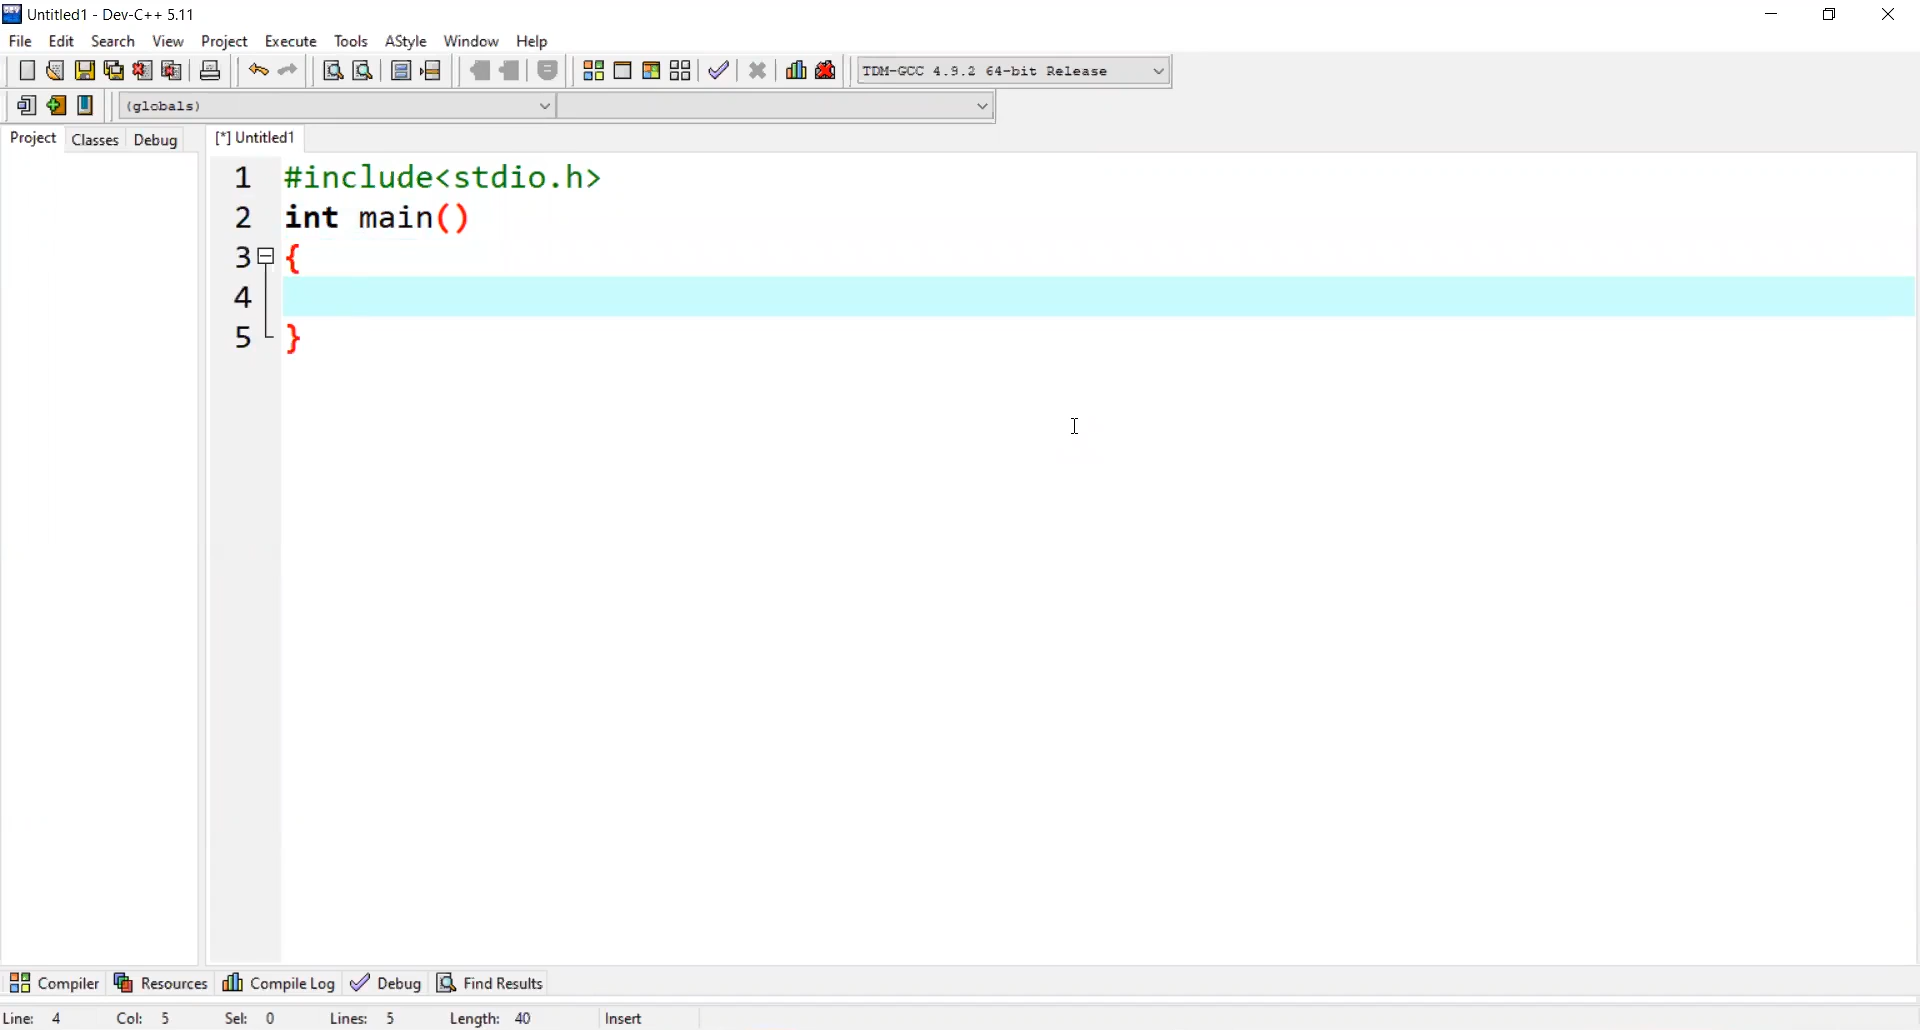 Untitled1 - Dev-C++ 5.11
File Edit Search View Project Execute Tools AStyle Window Help
TDM-GCC 4.9.2 64-bit Release
(globals)
Project Classes Debug [*] Untitled1
1 #include<stdio.h>
2 int main()
3 {
4
5 }
Compiler Resources Compile Log Debug Find Results
Line: 4 Col: 5 Sel: 0 Lines: 5 Length: 40 Insert